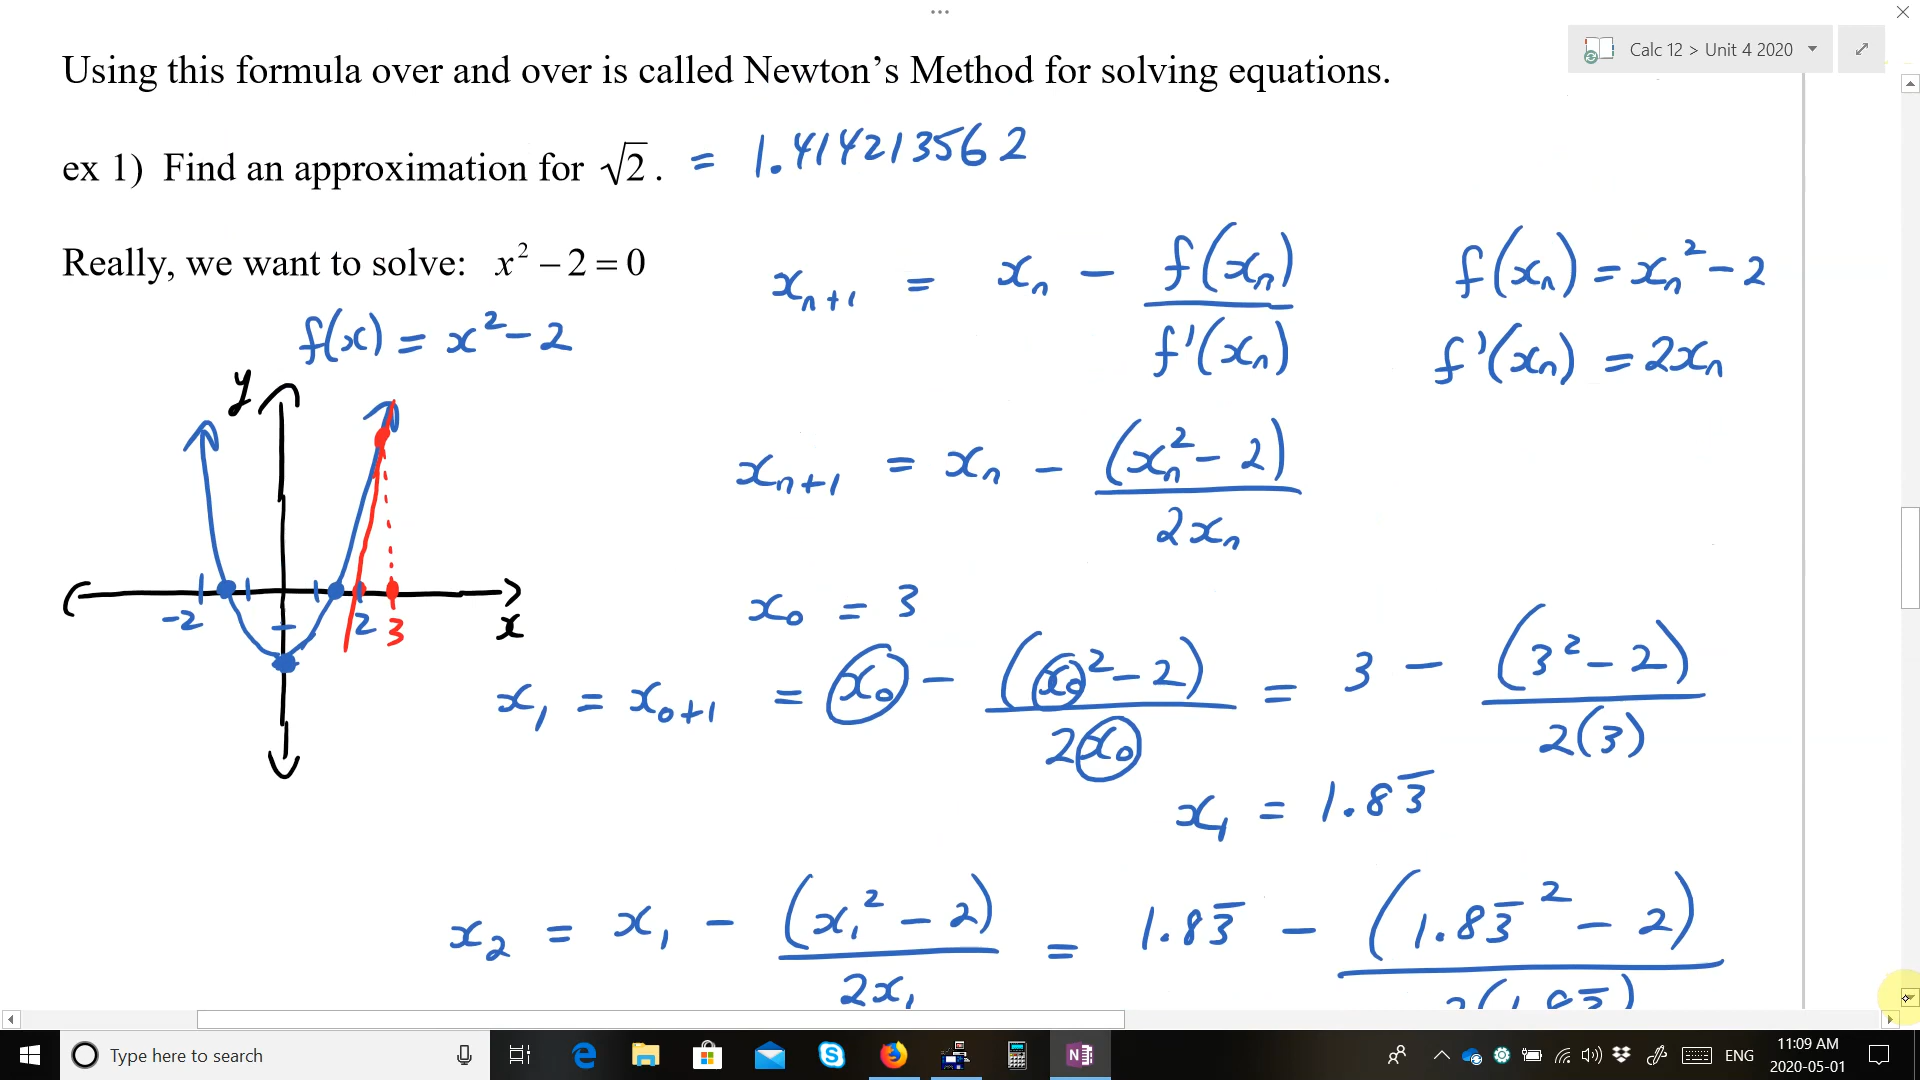 Calc 12 > Unit 4 2020
Using this formula over and over is called Newton's Method for solving equations.
ex 1) Find an approximation for √2. = 1.414213562
Really, we want to solve: x² − 2 = 0
xₙ₊₁ = xₙ − f(xₙ) / f'(xₙ)
f(xₙ) = xₙ² − 2
f'(xₙ) = 2xₙ
f(x) = x² − 2
y
xₙ₊₁ = xₙ − (xₙ² − 2) / 2xₙ
-2 2 3 x
x₀ = 3
x₁ = x₀₊₁ = x₀ − (x₀² − 2) / 2x₀ = 3 − (3² − 2) / 2(3)
x₁ = 1.83̅
x₂ = x₁ − (x₁² − 2) / 2x₁ = 1.83̅ − (1.83̅² − 2) / 2(1.83̅)
Type here to search
ENG
11:09 AM
2020-05-01